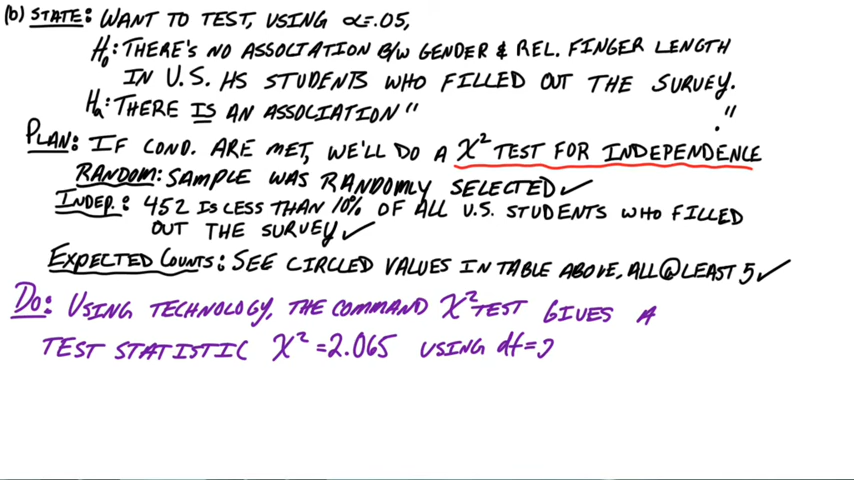 (b) STATE: WANT TO TEST, USING α=.05,
H₀: THERE'S NO ASSOCIATION B/W GENDER & REL. FINGER LENGTH
IN U.S. HS STUDENTS WHO FILLED OUT THE SURVEY.
Hₐ: THERE IS AN ASSOCIATION " ".
PLAN: IF COND. ARE MET, WE'LL DO A χ² TEST FOR INDEPENDENCE
RANDOM: SAMPLE WAS RANDOMLY SELECTED ✓
INDEP.: 452 IS LESS THAN 10% OF ALL U.S. STUDENTS WHO FILLED
OUT THE SURVEY ✓
EXPECTED COUNTS: SEE CIRCLED VALUES IN TABLE ABOVE, ALL @ LEAST 5 ✓
DO: USING TECHNOLOGY, THE COMMAND χ² TEST GIVES A
TEST STATISTIC χ² = 2.065 USING df=